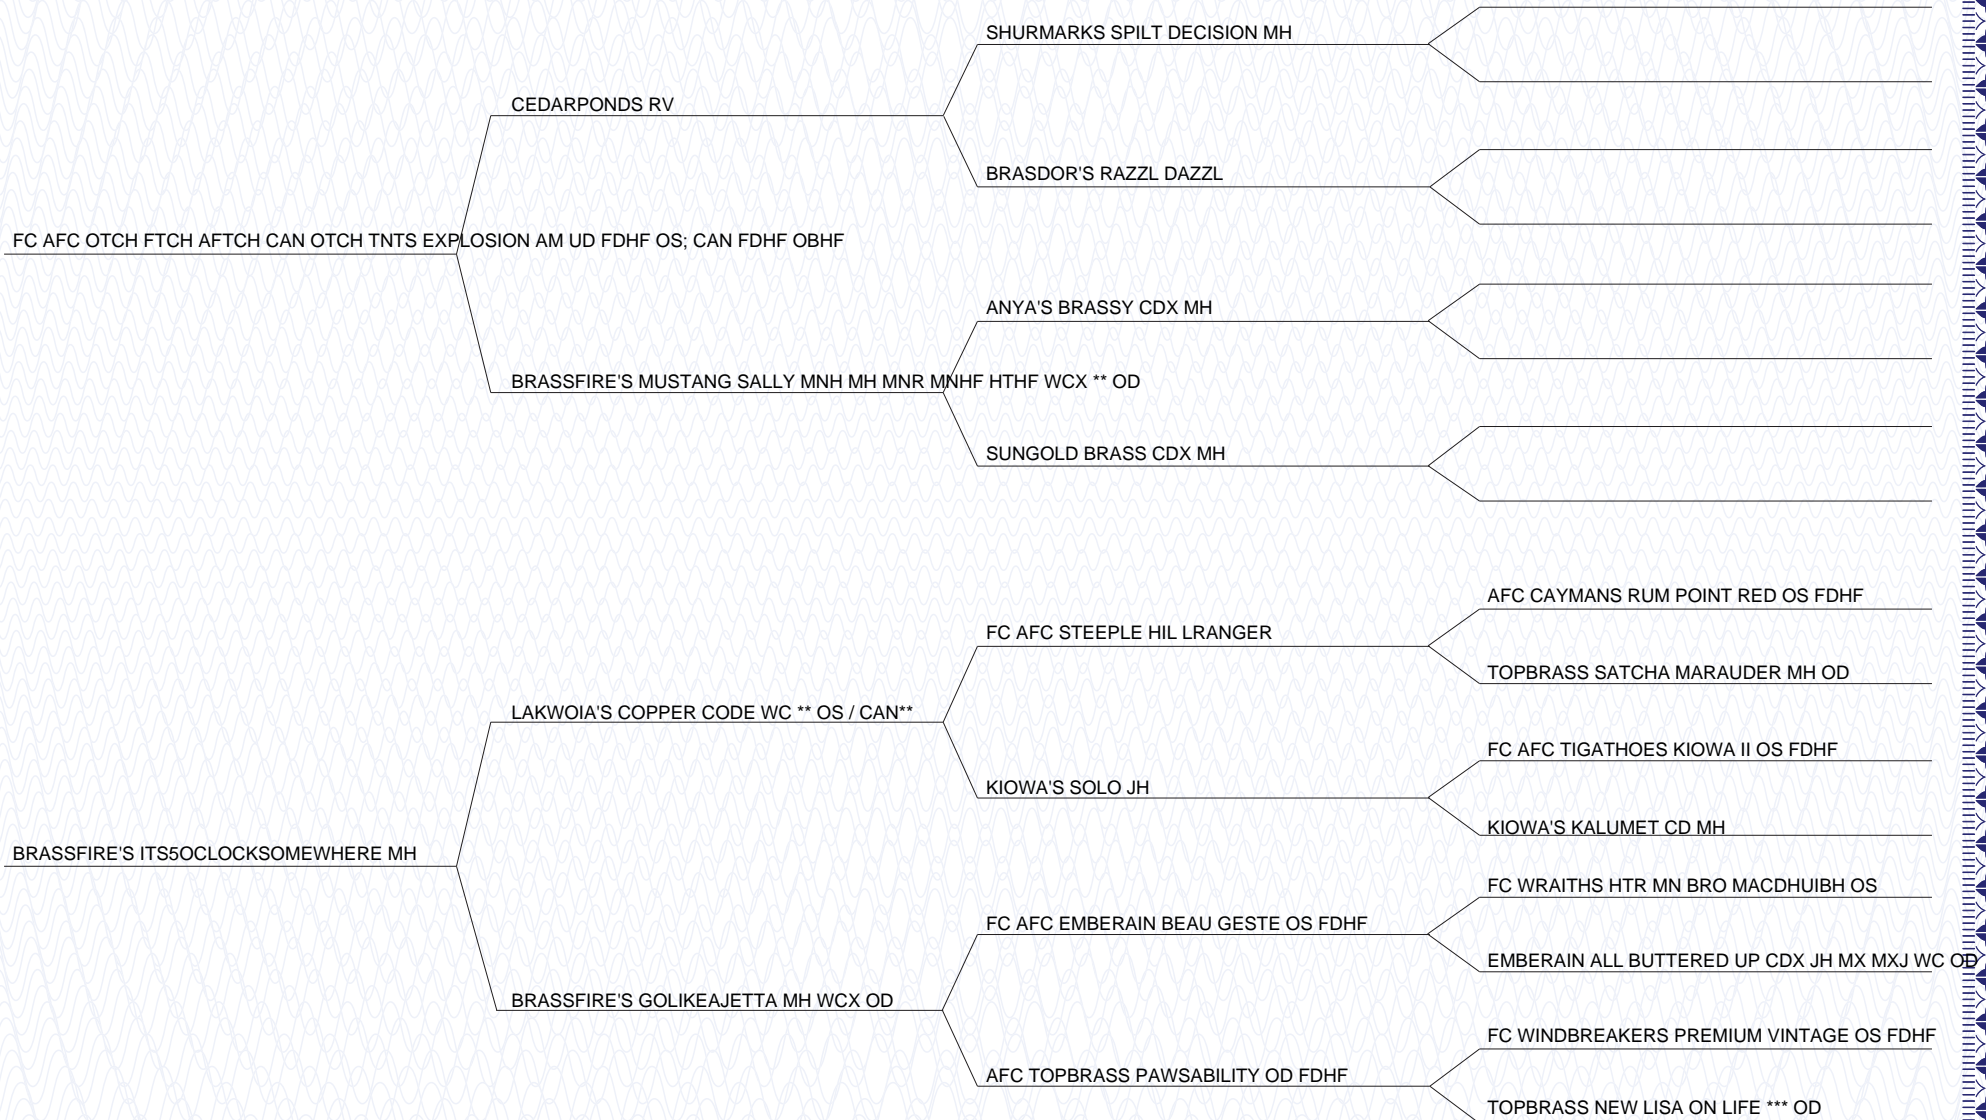 SHURMARKS SPILT DECISION MH
CEDARPONDS RV
BRASDOR'S RAZZL DAZZL
FC AFC OTCH FTCH AFTCH CAN OTCH TNTS EXPLOSION AM UD FDHF OS; CAN FDHF OBHF
ANYA'S BRASSY CDX MH
BRASSFIRE'S MUSTANG SALLY MNH MH MNR MNHF HTHF WCX ** OD
SUNGOLD BRASS CDX MH
AFC CAYMANS RUM POINT RED OS FDHF
FC AFC STEEPLE HIL LRANGER
TOPBRASS SATCHA MARAUDER MH OD
LAKWOIA'S COPPER CODE WC ** OS / CAN**
FC AFC TIGATHOES KIOWA II OS FDHF
KIOWA'S SOLO JH
KIOWA'S KALUMET CD MH
BRASSFIRE'S ITS5OCLOCKSOMEWHERE MH
FC WRAITHS HTR MN BRO MACDHUIBH OS
FC AFC EMBERAIN BEAU GESTE OS FDHF
EMBERAIN ALL BUTTERED UP CDX JH MX MXJ WC OD
BRASSFIRE'S GOLIKEAJETTA MH WCX OD
FC WINDBREAKERS PREMIUM VINTAGE OS FDHF
AFC TOPBRASS PAWSABILITY OD FDHF
TOPBRASS NEW LISA ON LIFE *** OD